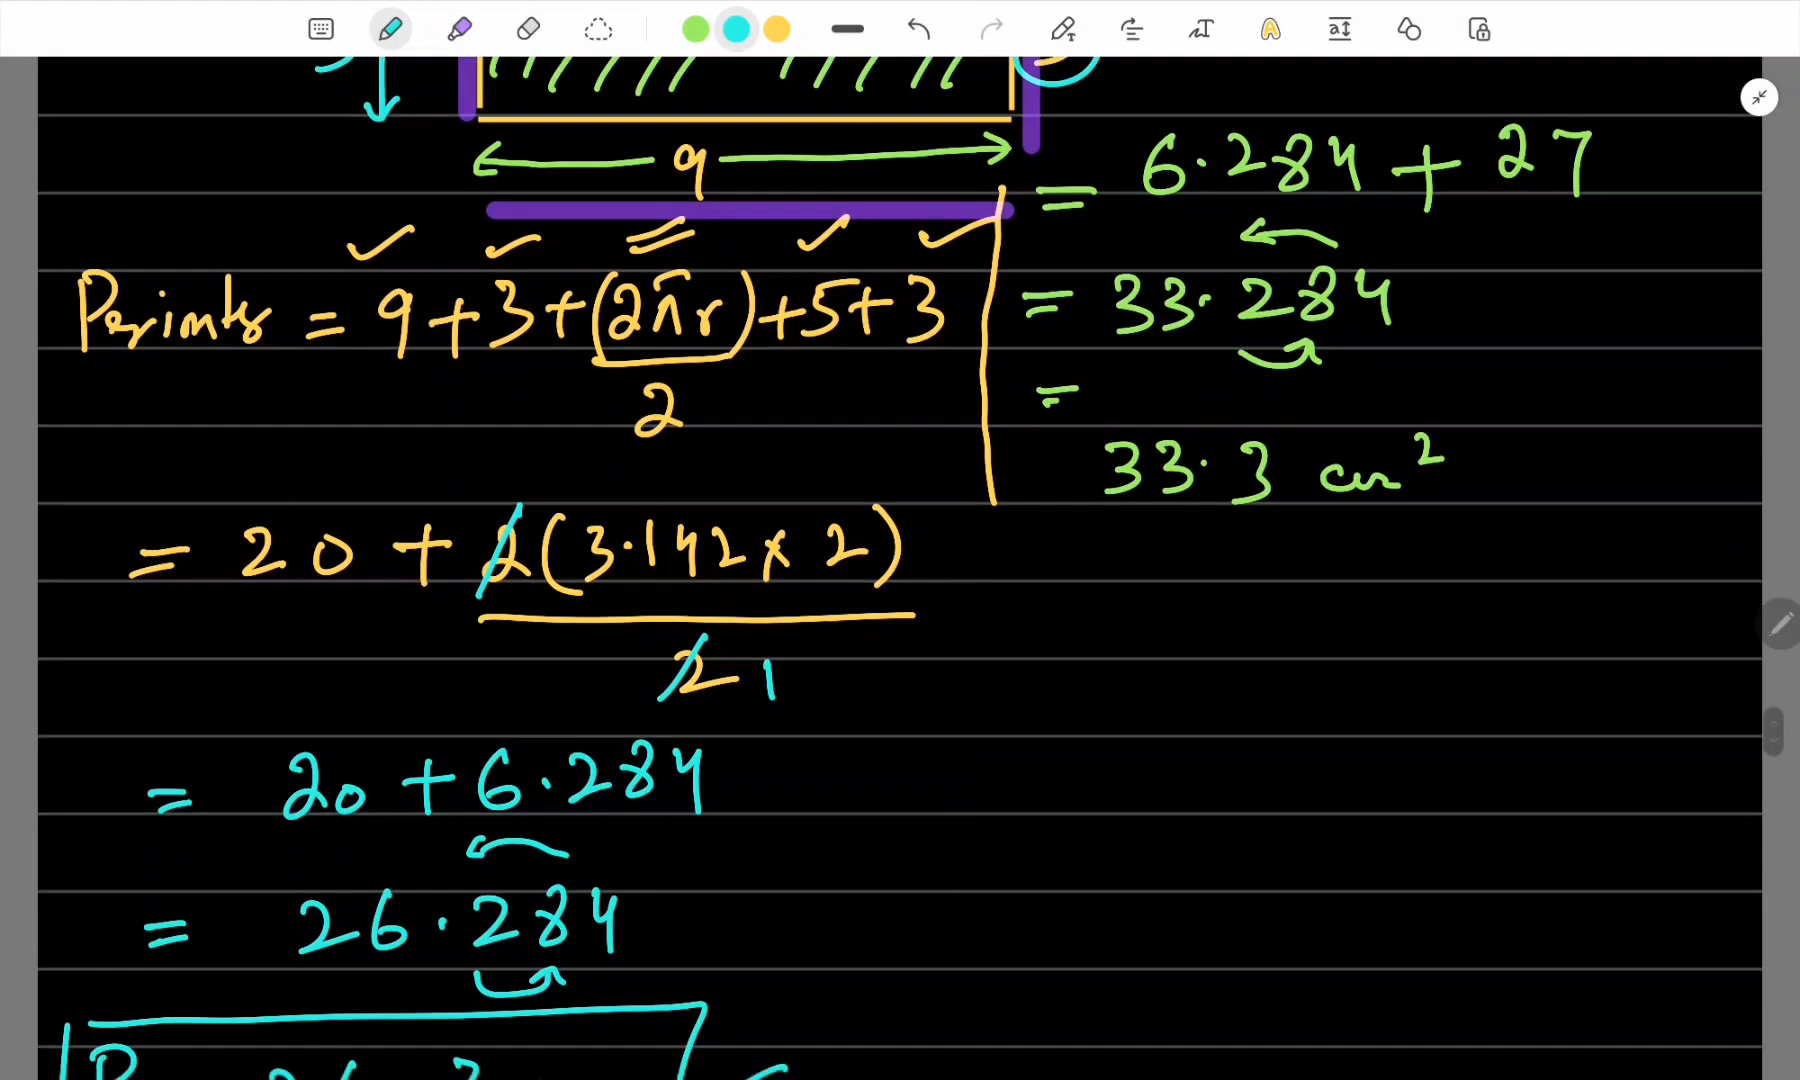 9
= 6.284 + 27
Perimter = 9 + 3 + (2πr)/2 + 5 + 3
= 33.284
=
33.3 cm²
= 20 + 2(3.142 x 2)/2 1
= 20 + 6.284
= 26.284